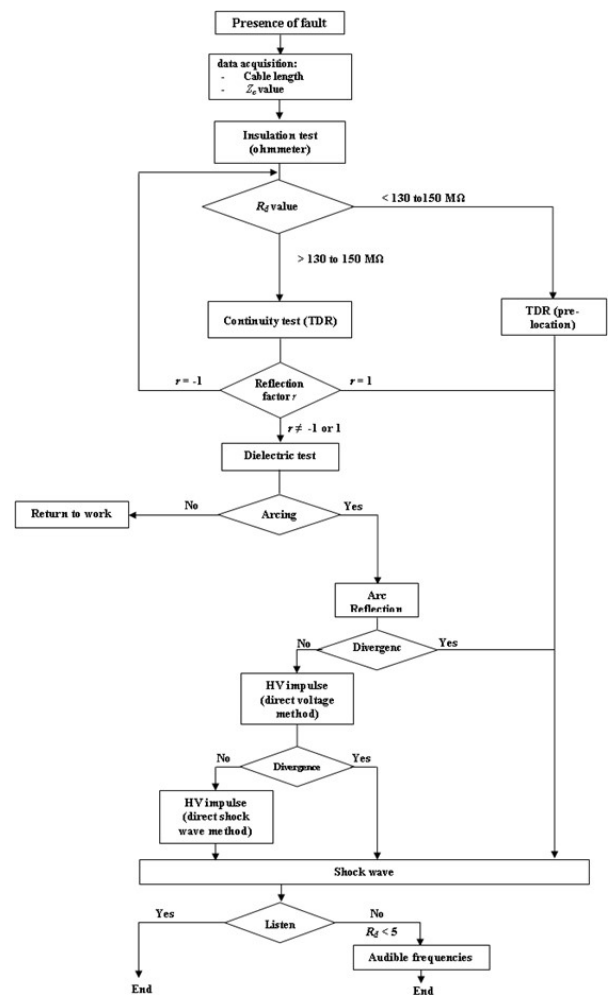 Presence of fault
data acquisition:
- Cable length
- Zc value
Insulation test
(ohmmeter)
Rd value
< 130 to150 MΩ
> 130 to 150 MΩ
Continuity test (TDR)
TDR (pre-
location)
r = -1
Reflection
factor r
r = 1
r ≠ -1 or 1
Dielectric test
No
Yes
Return to work
Arcing
Arc
Reflection
No
Yes
Divergenc
HV impulse
(direct voltage
method)
No
Yes
Divergence
HV impulse
(direct shock
wave method)
Shock wave
Yes
No
Listen
Rd < 5
Audible frequencies
End
End